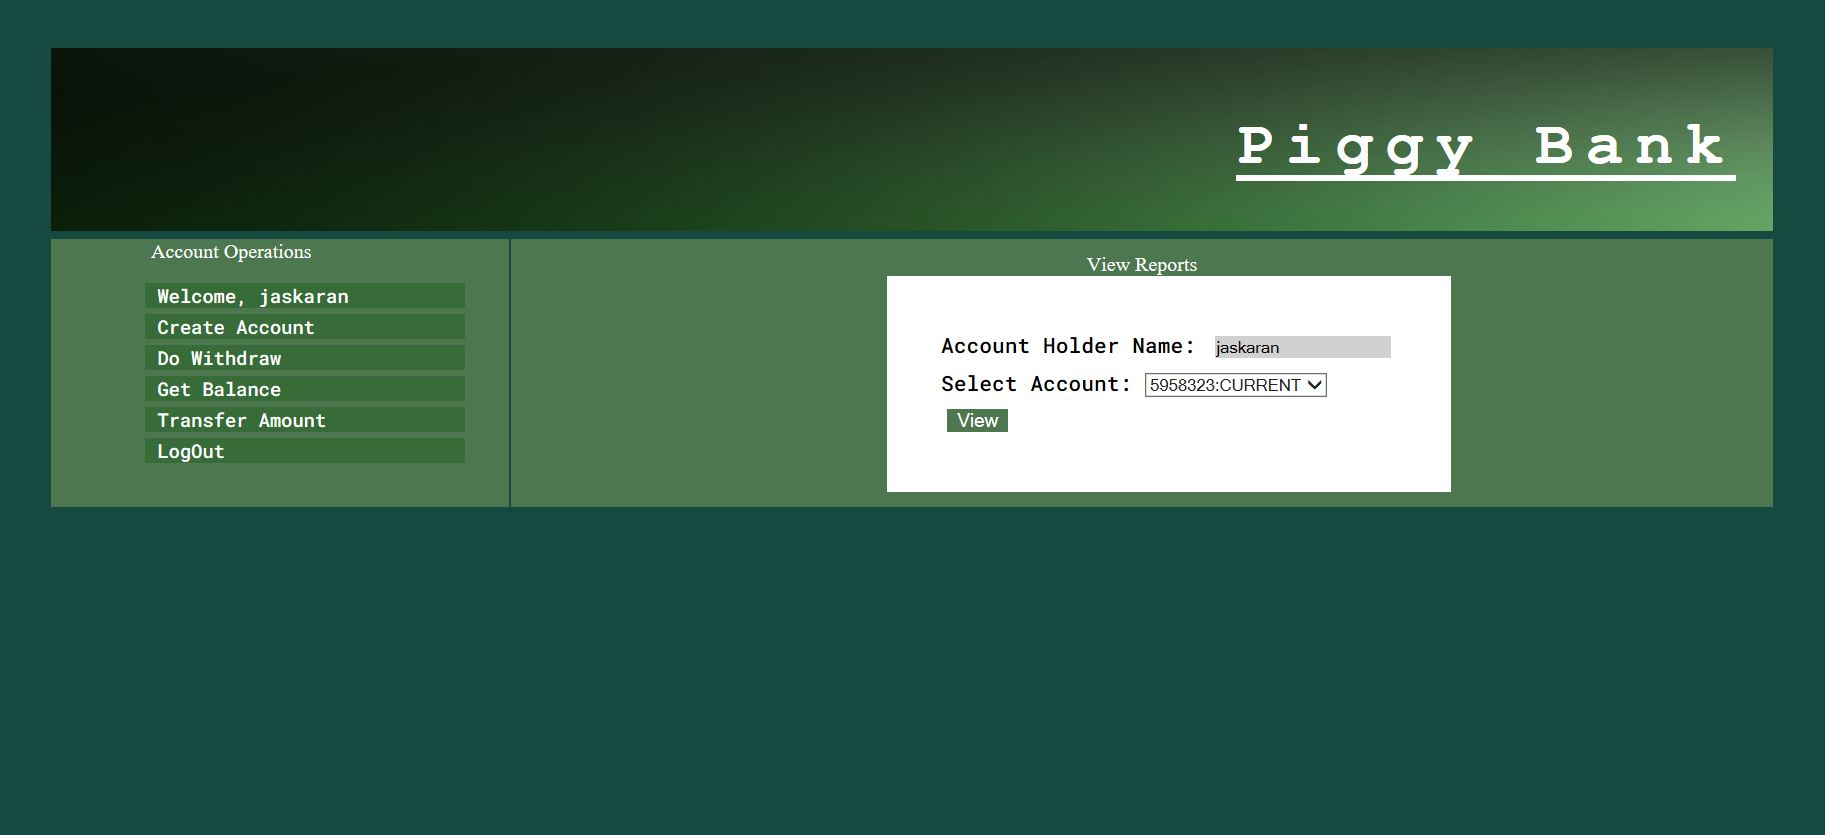 Piggy Bank
Account Operations
Welcome, jaskaran
Create Account
Do Withdraw
Get Balance
Transfer Amount
LogOut
View Reports
Account Holder Name: jaskaran
Select Account: 5958323:CURRENT
View